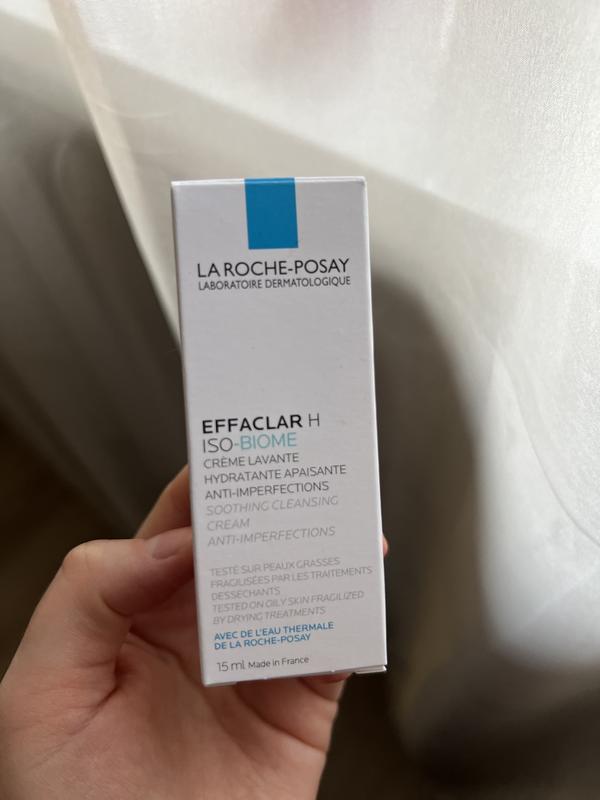 LA ROCHE-POSAY
LABORATOIRE DERMATOLOGIQUE
EFFACLAR H
ISO-BIOME
CRÈME LAVANTE
HYDRATANTE APAISANTE
ANTI-IMPERFECTIONS
SOOTHING CLEANSING
CREAM
ANTI-IMPERFECTIONS
TESTÉ SUR PEAUX GRASSES
FRAGILISÉES PAR LES TRAITEMENTS
DESSÉCHANTS
TESTED ON OILY SKIN FRAGILIZED
BY DRYING TREATMENTS
AVEC DE L'EAU THERMALE
DE LA ROCHE-POSAY
15 ml Made in France